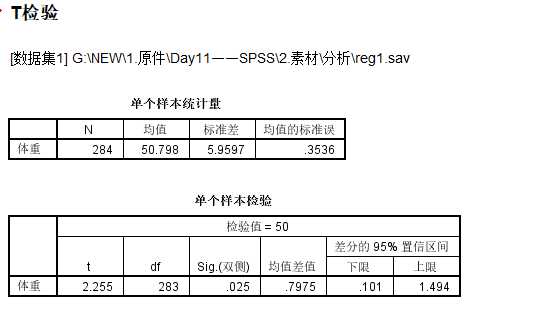 T检验
[数据集1] G:\NEW\1.原件\Day11——SPSS\2.素材\分析\reg1.sav
单个样本统计量
N 均值 标准差 均值的标准误
体重 284 50.798 5.9597 .3536
单个样本检验
检验值 = 50
差分的 95% 置信区间
t df Sig.(双侧) 均值差值 下限 上限
体重 2.255 283 .025 .7975 .101 1.494